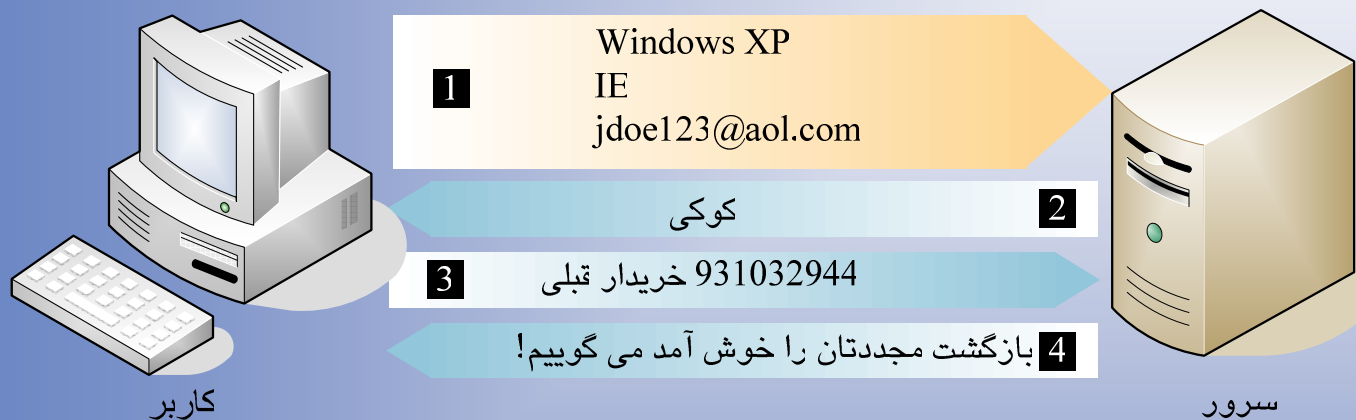 1
Windows XP
IE
jdoe123@aol.com
2 کوکی
3 931032944 خریدار قبلی
4 بازگشت مجددتان را خوش آمد می گوییم!
کاربر
سرور